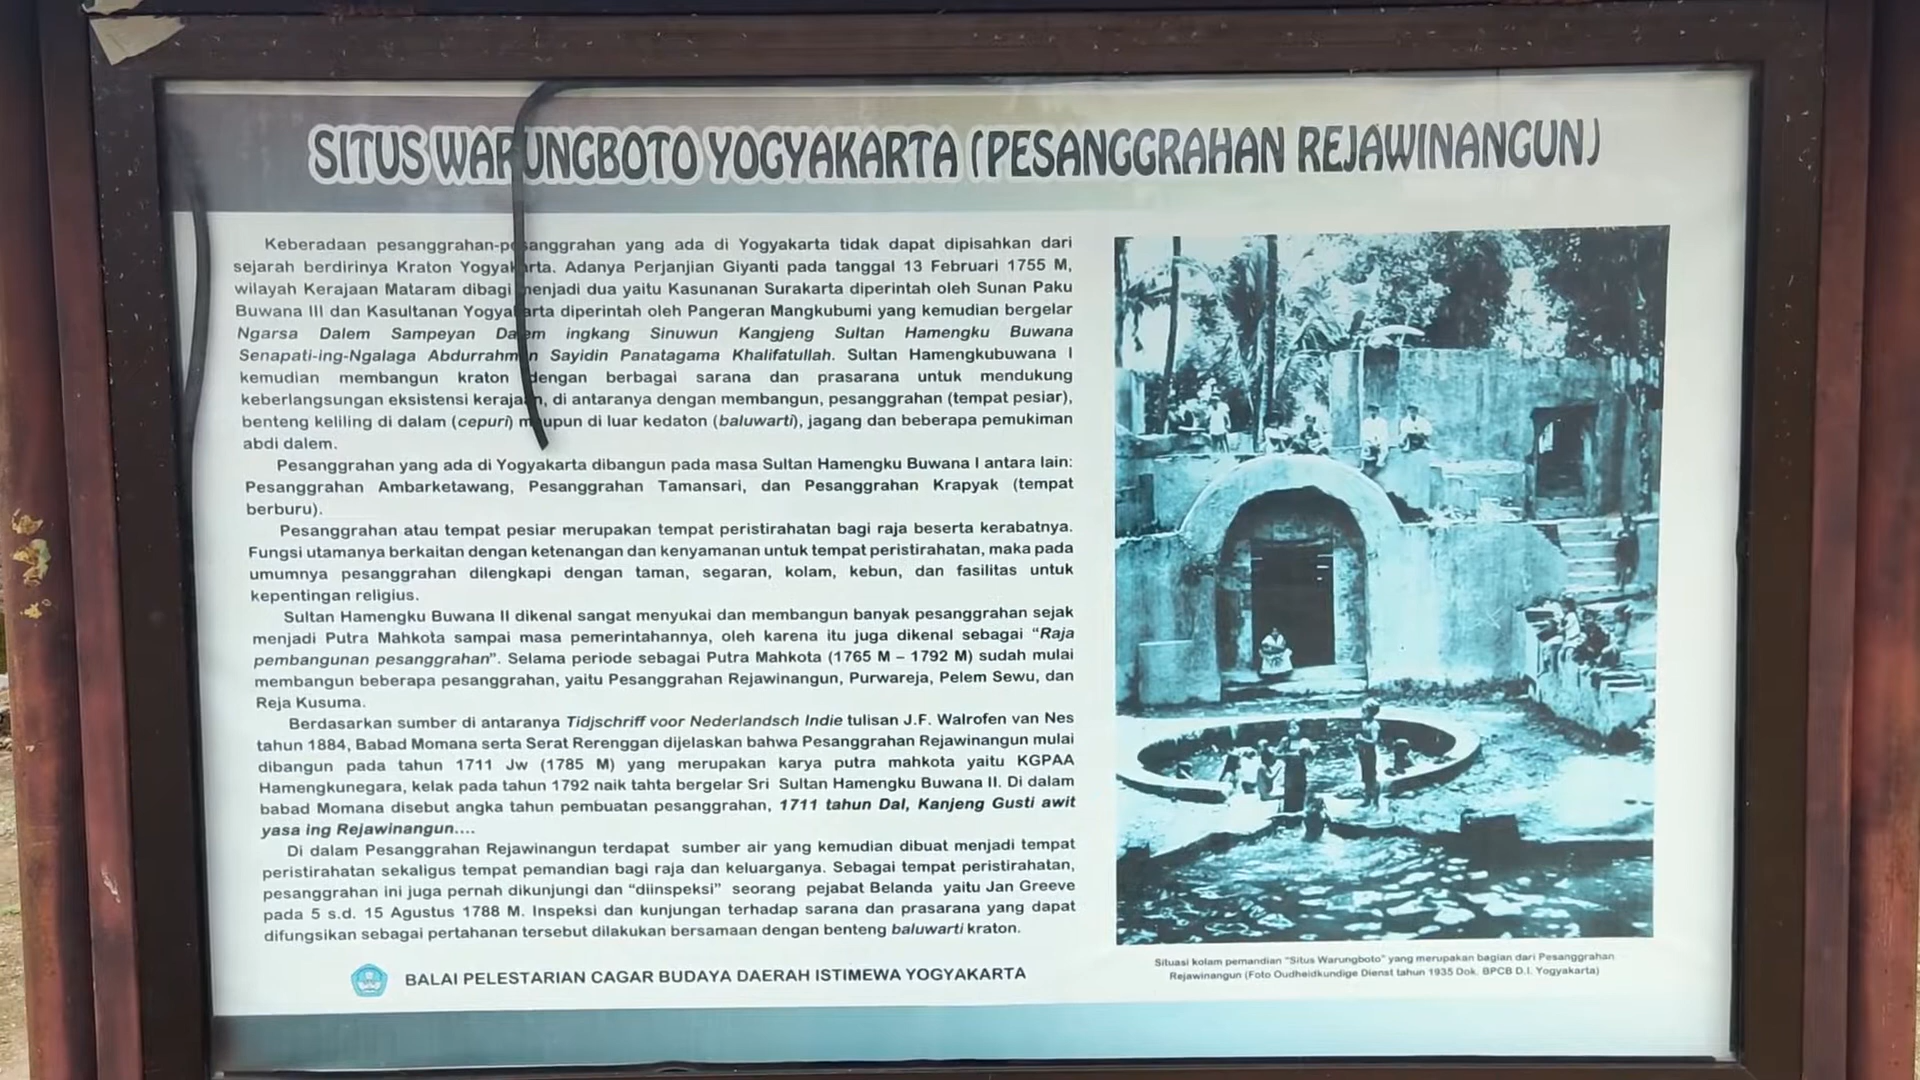 SITUS WARUNGBOTO YOGYAKARTA (PESANGGRAHAN REJAWINANGUN)
Keberadaan pesanggrahan-pesanggrahan yang ada di Yogyakarta tidak dapat dipisahkan dari
sejarah berdirinya Kraton Yogyakarta. Adanya Perjanjian Giyanti pada tanggal 13 Februari 1755 M,
wilayah Kerajaan Mataram dibagi menjadi dua yaitu Kasunanan Surakarta diperintah oleh Sunan Paku
Buwana III dan Kasultanan Yogyakarta diperintah oleh Pangeran Mangkubumi yang kemudian bergelar
Ngarsa Dalem Sampeyan Dalem ingkang Sinuwun Kangjeng Sultan Hamengku Buwana
Senapati-ing-Ngalaga Abdurrahman Sayidin Panatagama Khalifatullah. Sultan Hamengkubuwana I
kemudian membangun kraton dengan berbagai sarana dan prasarana untuk mendukung
keberlangsungan eksistensi kerajaan, di antaranya dengan membangun, pesanggrahan (tempat pesiar),
benteng keliling di dalam (cepuri) maupun di luar kedaton (baluwarti), jagang dan beberapa pemukiman
abdi dalem.
Pesanggrahan yang ada di Yogyakarta dibangun pada masa Sultan Hamengku Buwana I antara lain:
Pesanggrahan Ambarketawang, Pesanggrahan Tamansari, dan Pesanggrahan Krapyak (tempat
berburu).
Pesanggrahan atau tempat pesiar merupakan tempat peristirahatan bagi raja beserta kerabatnya.
Fungsi utamanya berkaitan dengan ketenangan dan kenyamanan untuk tempat peristirahatan, maka pada
umumnya pesanggrahan dilengkapi dengan taman, segaran, kolam, kebun, dan fasilitas untuk
kepentingan religius.
Sultan Hamengku Buwana II dikenal sangat menyukai dan membangun banyak pesanggrahan sejak
menjadi Putra Mahkota sampai masa pemerintahannya, oleh karena itu juga dikenal sebagai “Raja
pembangunan pesanggrahan”. Selama periode sebagai Putra Mahkota (1765 M – 1792 M) sudah mulai
membangun beberapa pesanggrahan, yaitu Pesanggrahan Rejawinangun, Purwareja, Pelem Sewu, dan
Reja Kusuma.
Berdasarkan sumber di antaranya Tidjschriff voor Nederlandsch Indie tulisan J.F. Walrofen van Nes
tahun 1884, Babad Momana serta Serat Rerenggan dijelaskan bahwa Pesanggrahan Rejawinangun mulai
dibangun pada tahun 1711 Jw (1785 M) yang merupakan karya putra mahkota yaitu KGPAA
Hamengkunegara, kelak pada tahun 1792 naik tahta bergelar Sri Sultan Hamengku Buwana II. Di dalam
babad Momana disebut angka tahun pembuatan pesanggrahan, 1711 tahun Dal, Kanjeng Gusti awit
yasa ing Rejawinangun....
Di dalam Pesanggrahan Rejawinangun terdapat sumber air yang kemudian dibuat menjadi tempat
peristirahatan sekaligus tempat pemandian bagi raja dan keluarganya. Sebagai tempat peristirahatan,
pesanggrahan ini juga pernah dikunjungi dan “diinspeksi” seorang pejabat Belanda yaitu Jan Greeve
pada 5 s.d. 15 Agustus 1788 M. Inspeksi dan kunjungan terhadap sarana dan prasarana yang dapat
difungsikan sebagai pertahanan tersebut dilakukan bersamaan dengan benteng baluwarti kraton.
BALAI PELESTARIAN CAGAR BUDAYA DAERAH ISTIMEWA YOGYAKARTA
Situasi kolam pemandian “Situs Warungboto” yang merupakan bagian dari Pesanggrahan
Rejawinangun (Foto Oudheidkundige Dienst tahun 1935 Dok. BPCB D.I. Yogyakarta)